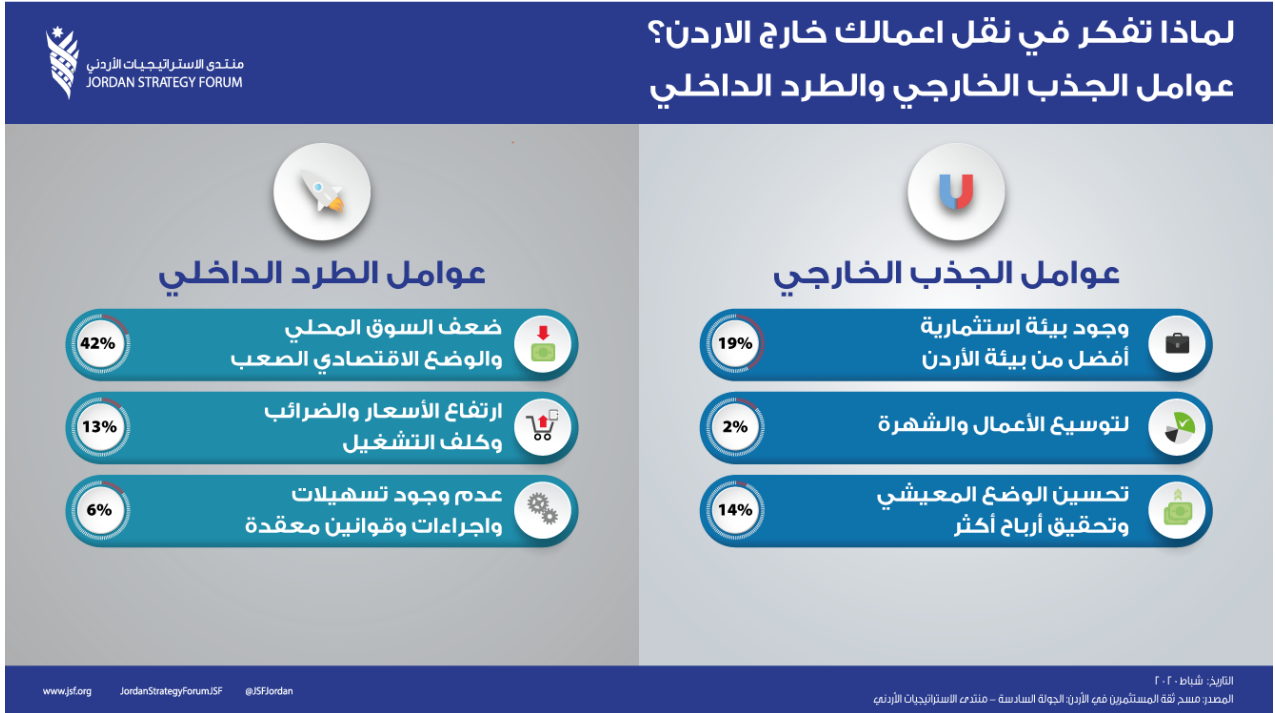 لماذا تفكر في نقل اعمالك خارج الاردن؟
عوامل الجذب الخارجي والطرد الداخلي
منتدى الاستراتيجيات الأردني
JORDAN STRATEGY FORUM
عوامل الجذب الخارجي
وجود بيئة استثمارية
أفضل من بيئة الأردن
19%
لتوسيع الأعمال والشهرة
2%
تحسين الوضع المعيشي
وتحقيق أرباح أكثر
14%
عوامل الطرد الداخلي
ضعف السوق المحلي
والوضع الاقتصادي الصعب
42%
ارتفاع الأسعار والضرائب
وكلف التشغيل
13%
عدم وجود تسهيلات
واجراءات وقوانين معقدة
6%
التاريخ: شباط ٢٠٢٠
المصدر: مسح ثقة المستثمرين في الأردن: الجولة السادسة – منتدى الاستراتيجيات الأردني
www.jsf.org JordanStrategyForumJSF @JSFJordan